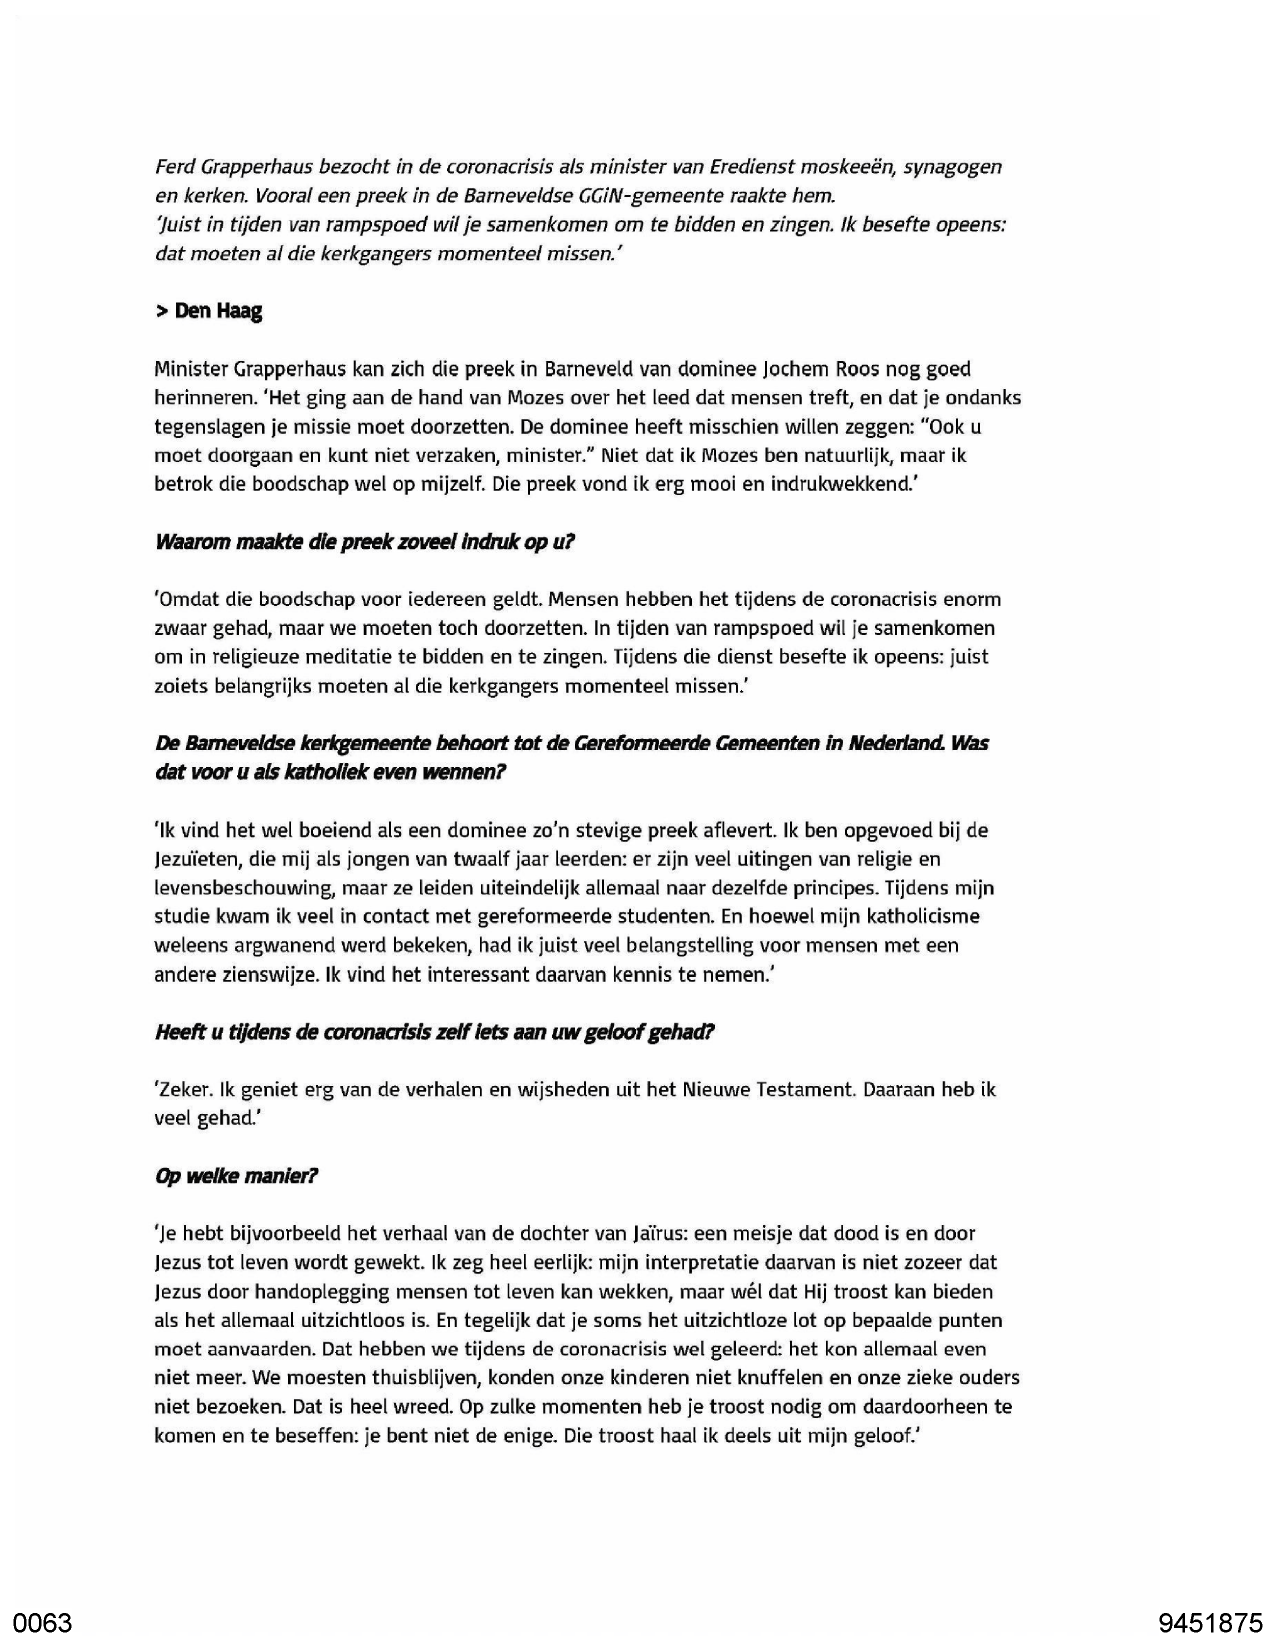 Ferd Grapperhaus bezocht in de coronacrisis als minister van Eredienst moskeeën, synagogen
en kerken. Vooral een preek in de Barneveldse GGiN-gemeente raakte hem.
'Juist in tijden van rampspoed wil je samenkomen om te bidden en zingen. Ik besefte opeens:
dat moeten al die kerkgangers momenteel missen.'
> Den Haag
Minister Grapperhaus kan zich die preek in Barneveld van dominee Jochem Roos nog goed
herinneren. 'Het ging aan de hand van Mozes over het leed dat mensen treft, en dat je ondanks
tegenslagen je missie moet doorzetten. De dominee heeft misschien willen zeggen: "Ook u
moet doorgaan en kunt niet verzaken, minister." Niet dat ik Mozes ben natuurlijk, maar ik
betrok die boodschap wel op mijzelf. Die preek vond ik erg mooi en indrukwekkend.'
Waarom maakte die preek zoveel indruk op u?
'Omdat die boodschap voor iedereen geldt. Mensen hebben het tijdens de coronacrisis enorm
zwaar gehad, maar we moeten toch doorzetten. In tijden van rampspoed wil je samenkomen
om in religieuze meditatie te bidden en te zingen. Tijdens die dienst besefte ik opeens: juist
zoiets belangrijks moeten al die kerkgangers momenteel missen.'
De Barneveldse kerkgemeente behoort tot de Gereformeerde Gemeenten in Nederland. Was
dat voor u als katholiek even wennen?
'Ik vind het wel boeiend als een dominee zo'n stevige preek aflevert. Ik ben opgevoed bij de
Jezuïeten, die mij als jongen van twaalf jaar leerden: er zijn veel uitingen van religie en
levensbeschouwing, maar ze leiden uiteindelijk allemaal naar dezelfde principes. Tijdens mijn
studie kwam ik veel in contact met gereformeerde studenten. En hoewel mijn katholicisme
weleens argwanend werd bekeken, had ik juist veel belangstelling voor mensen met een
andere zienswijze. Ik vind het interessant daarvan kennis te nemen.'
Heeft u tijdens de coronacrisis zelf iets aan uw geloof gehad?
'Zeker. Ik geniet erg van de verhalen en wijsheden uit het Nieuwe Testament. Daaraan heb ik
veel gehad.'
Op welke manier?
'Je hebt bijvoorbeeld het verhaal van de dochter van Jaïrus: een meisje dat dood is en door
Jezus tot leven wordt gewekt. Ik zeg heel eerlijk: mijn interpretatie daarvan is niet zozeer dat
Jezus door handoplegging mensen tot leven kan wekken, maar wél dat Hij troost kan bieden
als het allemaal uitzichtloos is. En tegelijk dat je soms het uitzichtloze lot op bepaalde punten
moet aanvaarden. Dat hebben we tijdens de coronacrisis wel geleerd: het kon allemaal even
niet meer. We moesten thuisblijven, konden onze kinderen niet knuffelen en onze zieke ouders
niet bezoeken. Dat is heel wreed. Op zulke momenten heb je troost nodig om daardoorheen te
komen en te beseffen: je bent niet de enige. Die troost haal ik deels uit mijn geloof.'
0063
9451875